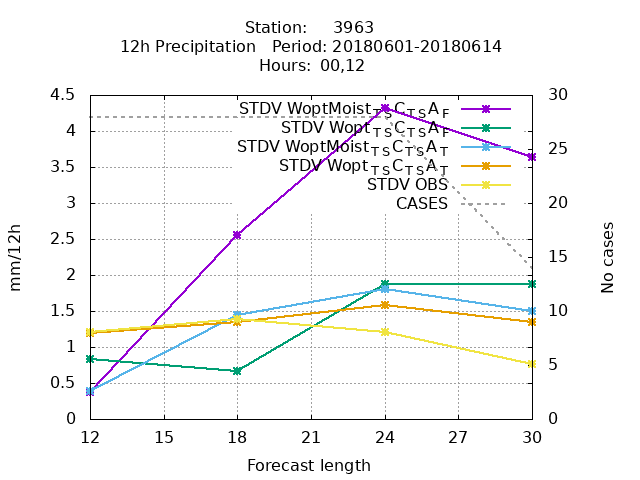 Station:     3963
12h Precipitation   Period: 20180601-20180614
Hours:  00,12
4.5
4
3.5
3
2.5
2
1.5
1
0.5
0
30
25
20
15
10
5
0
mm/12h
No cases
STDV WoptMoistTSCTSAF
STDV WoptTSCTSAF
STDV WoptMoistTSCTSAT
STDV WoptTSCTSAT
STDV OBS
CASES
12 15 18 21 24 27 30
Forecast length